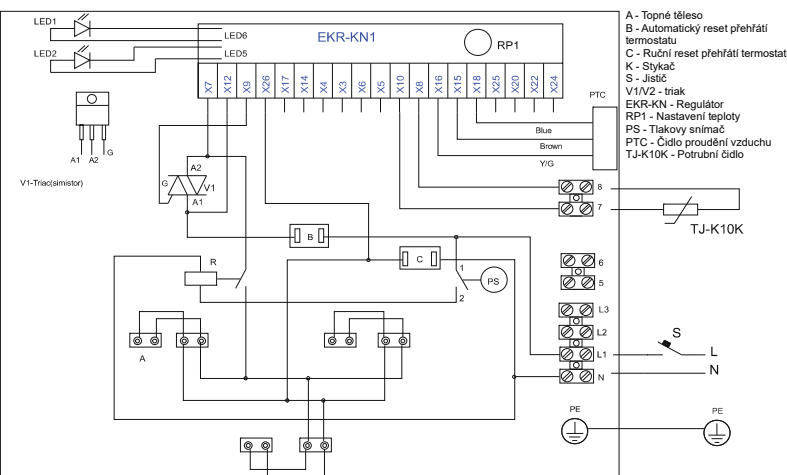 LED1
LED6
LED2
LED5
EKR-KN1
RP1
X7 X12 X9 X26 X17 X14 X3 X6 X5 X10 X8 X16 X15 X18 X25 X20 X22 X24
PTC
Blue
Brown
Y/G
A1 A2 G
V1-Triac(simistor)
A2
G
V1
A1
8
7
TJ-K10K
B
C
R
1
PS
2
6
5
L3
L2
L1
N
S
L
N
A
PE
PE
A - Topné těleso
B - Automatický reset přehřátí
termostatu
C - Ruční reset přehřátí termostat
K - Stykač
S - Jistič
V1/V2 - triak
EKR-KN - Regulátor
RP1 - Nastavení teploty
PS - Tlakovy snímač
PTC - Čidlo proudění vzduchu
TJ-K10K - Potrubní čidlo